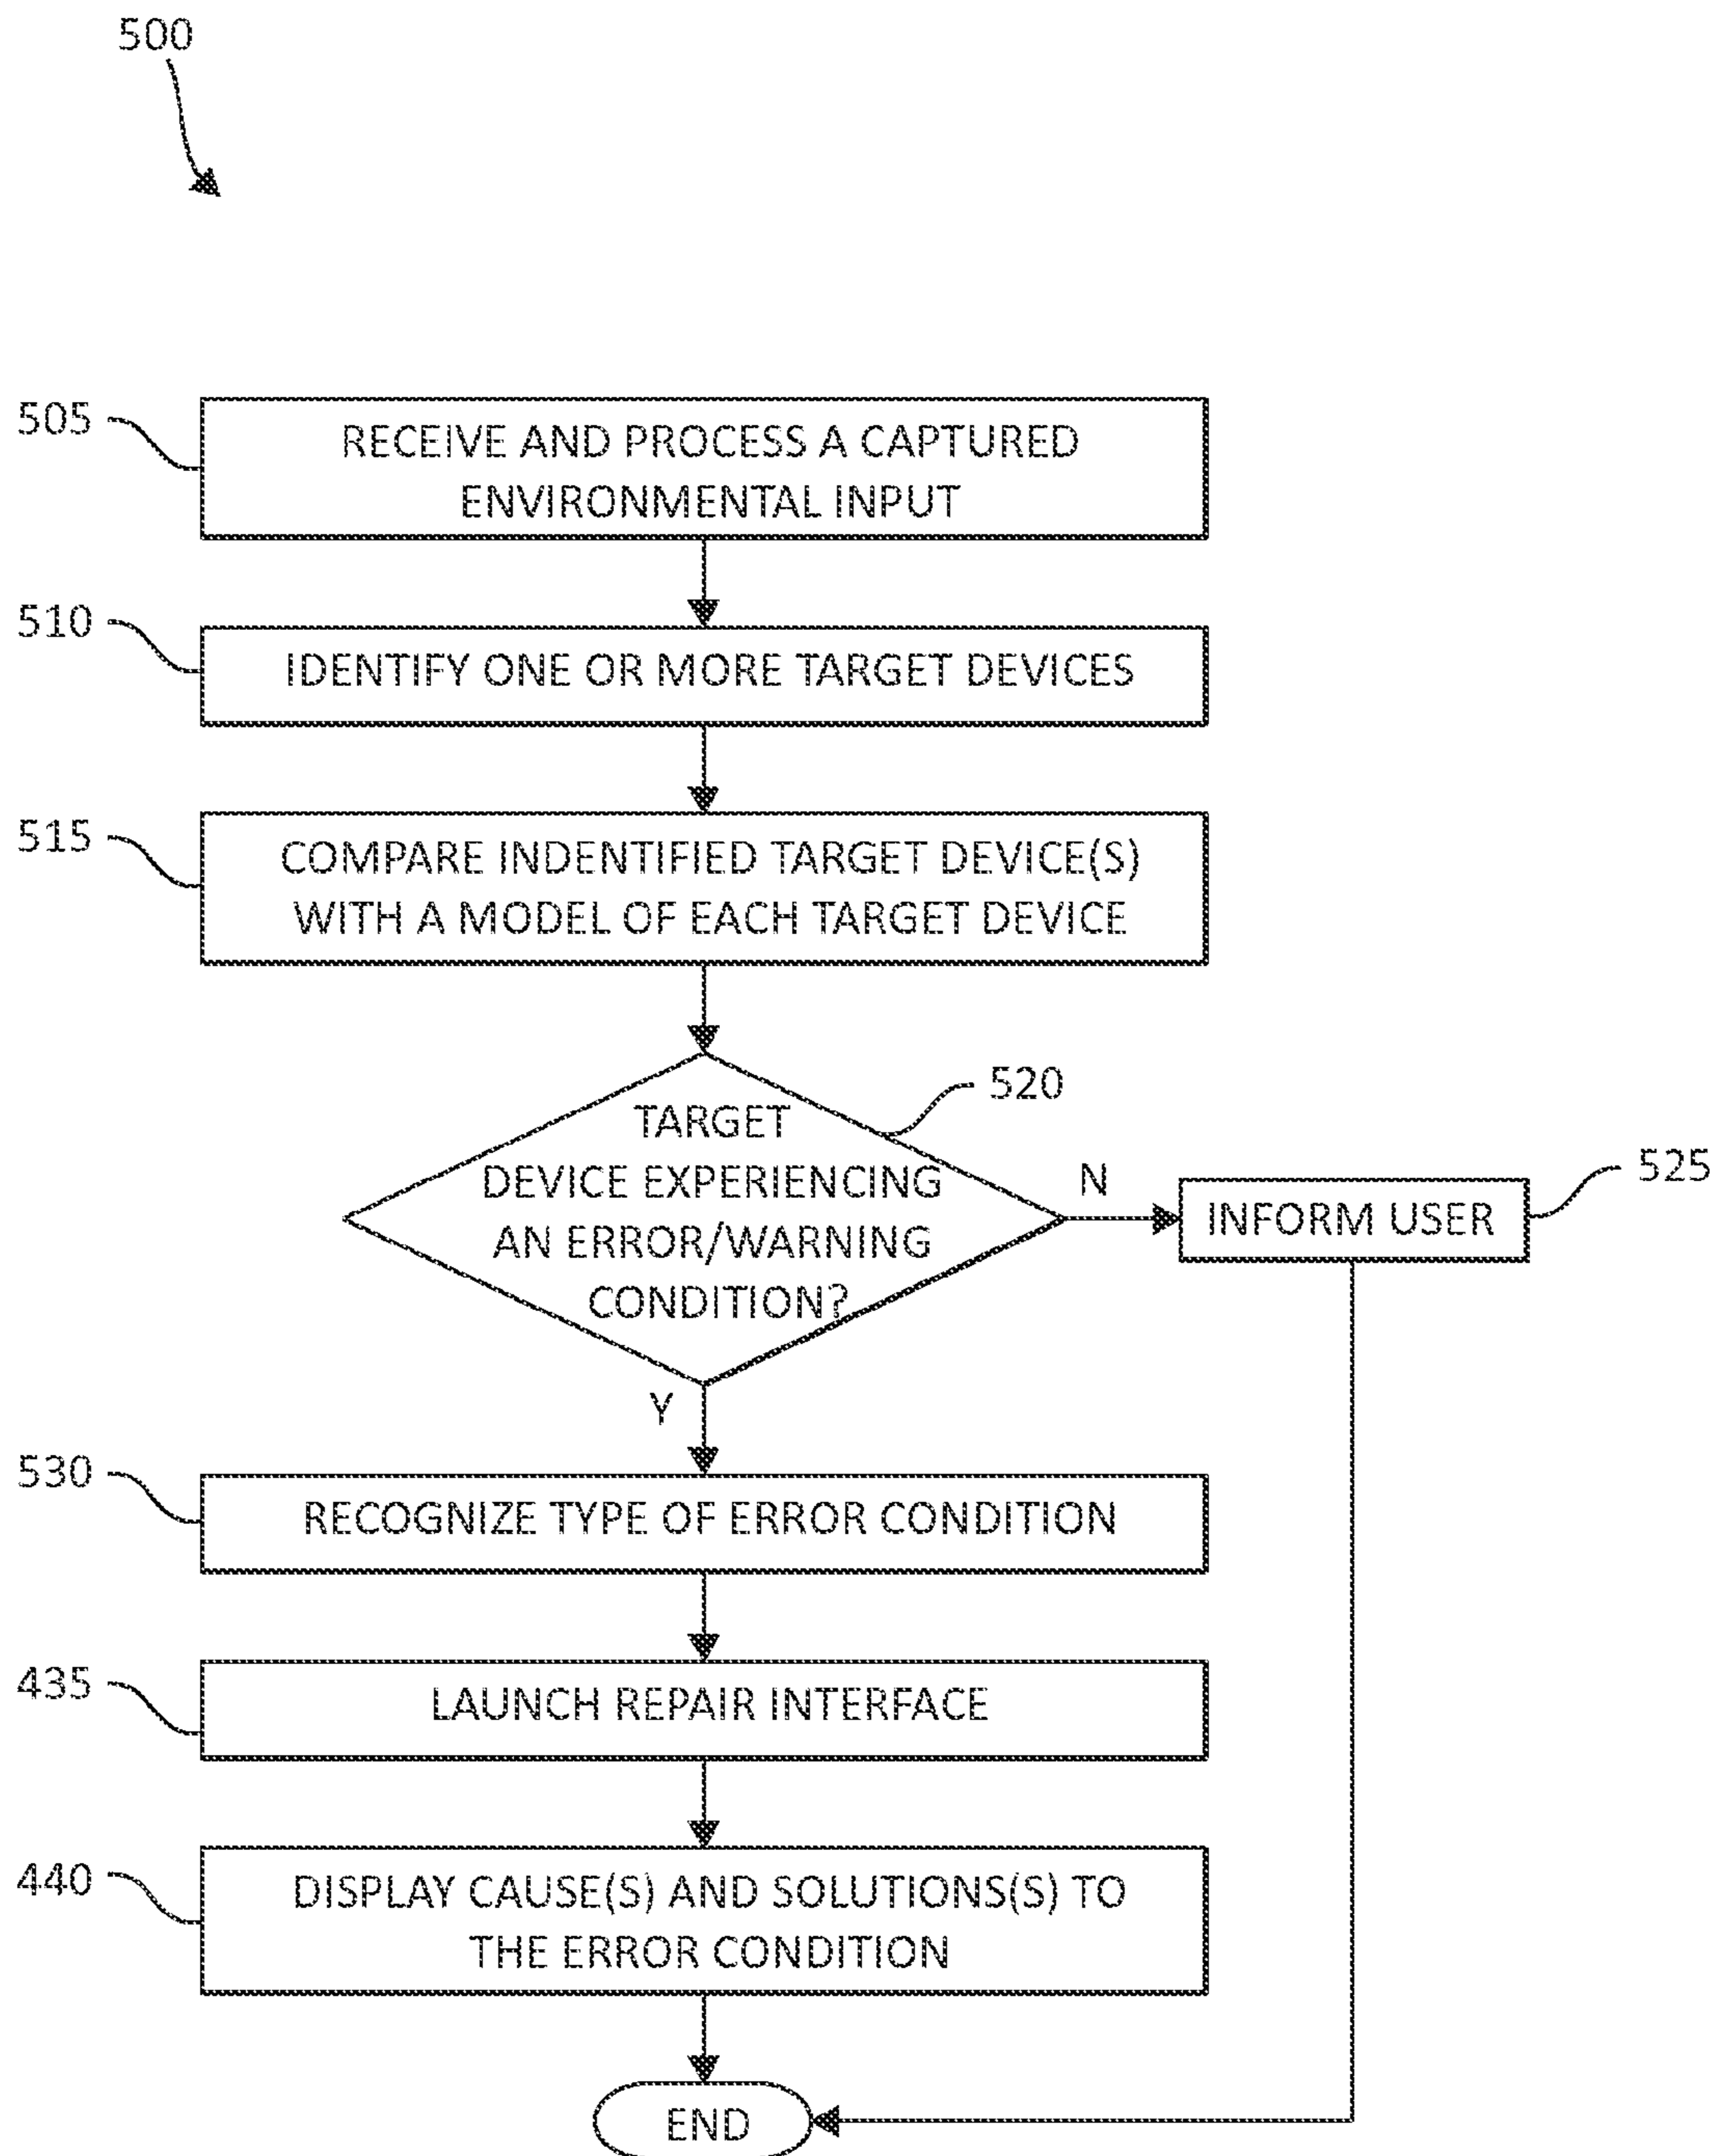 500
505
RECEIVE AND PROCESS A CAPTURED
ENVIRONMENTAL INPUT
510
IDENTIFY ONE OR MORE TARGET DEVICES
515
COMPARE INDENTIFIED TARGET DEVICE(S)
WITH A MODEL OF EACH TARGET DEVICE
520
TARGET
DEVICE EXPERIENCING
AN ERROR/WARNING
CONDITION?
N
525
INFORM USER
Y
530
RECOGNIZE TYPE OF ERROR CONDITION
435
LAUNCH REPAIR INTERFACE
440
DISPLAY CAUSE(S) AND SOLUTIONS(S) TO
THE ERROR CONDITION
END